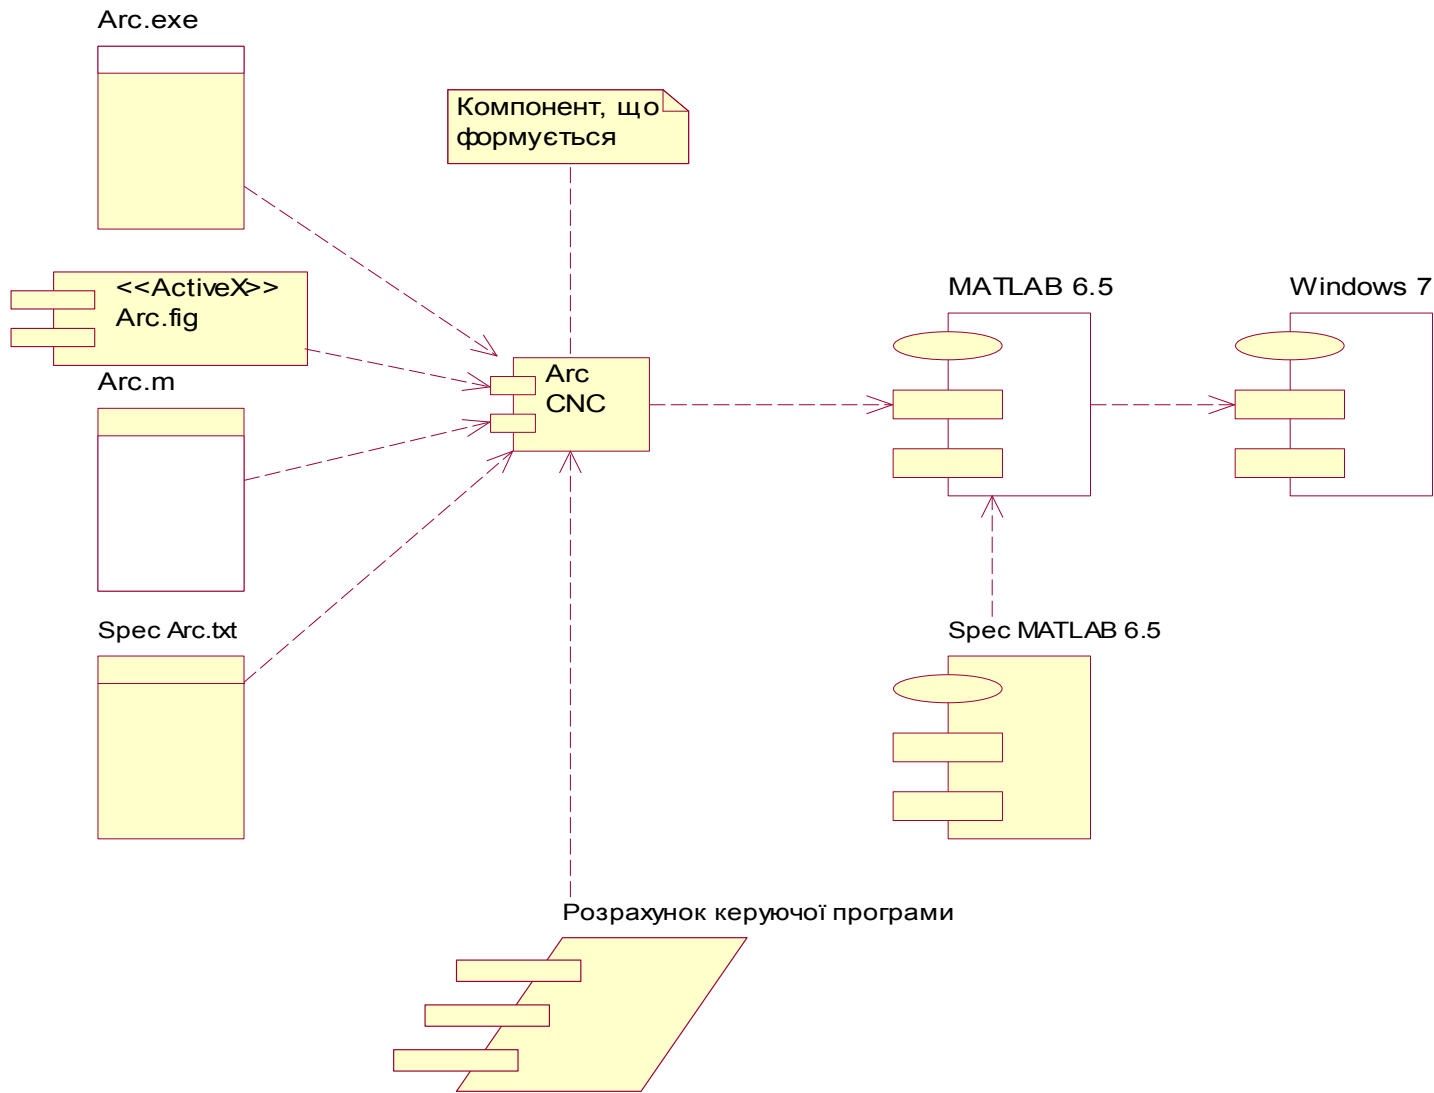 Arc.exe
Компонент, що
формується
<<ActiveX>>
Arc.fig
MATLAB 6.5
Windows 7
Arc.m
Arc
CNC
Spec Arc.txt
Spec MATLAB 6.5
Розрахунок керуючої програми